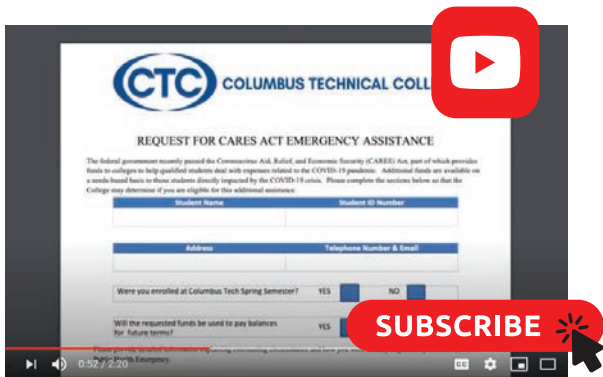 CTC COLUMBUS TECHNICAL COLL
REQUEST FOR CARES ACT EMERGENCY ASSISTANCE
The federal government recently passed the Coronavirus Aid, Relief, and Economic Security (CARES) Act, part of which provides
funds to colleges to help qualified students deal with expenses related to the COVID-19 pandemic. Additional funds are available on
a needs-based basis to those students directly impacted by the COVID-19 crisis. Please complete the sections below so that the
College may determine if you are eligible for this additional assistance.
Student Name Student ID Number
Address Telephone Number & Email
Were you enrolled at Columbus Tech Spring Semester? YES NO
Will the requested funds be used to pay balances
for future terms? YES
SUBSCRIBE
Please provide detailed information
Emergency.
0:52 / 2:20
CC